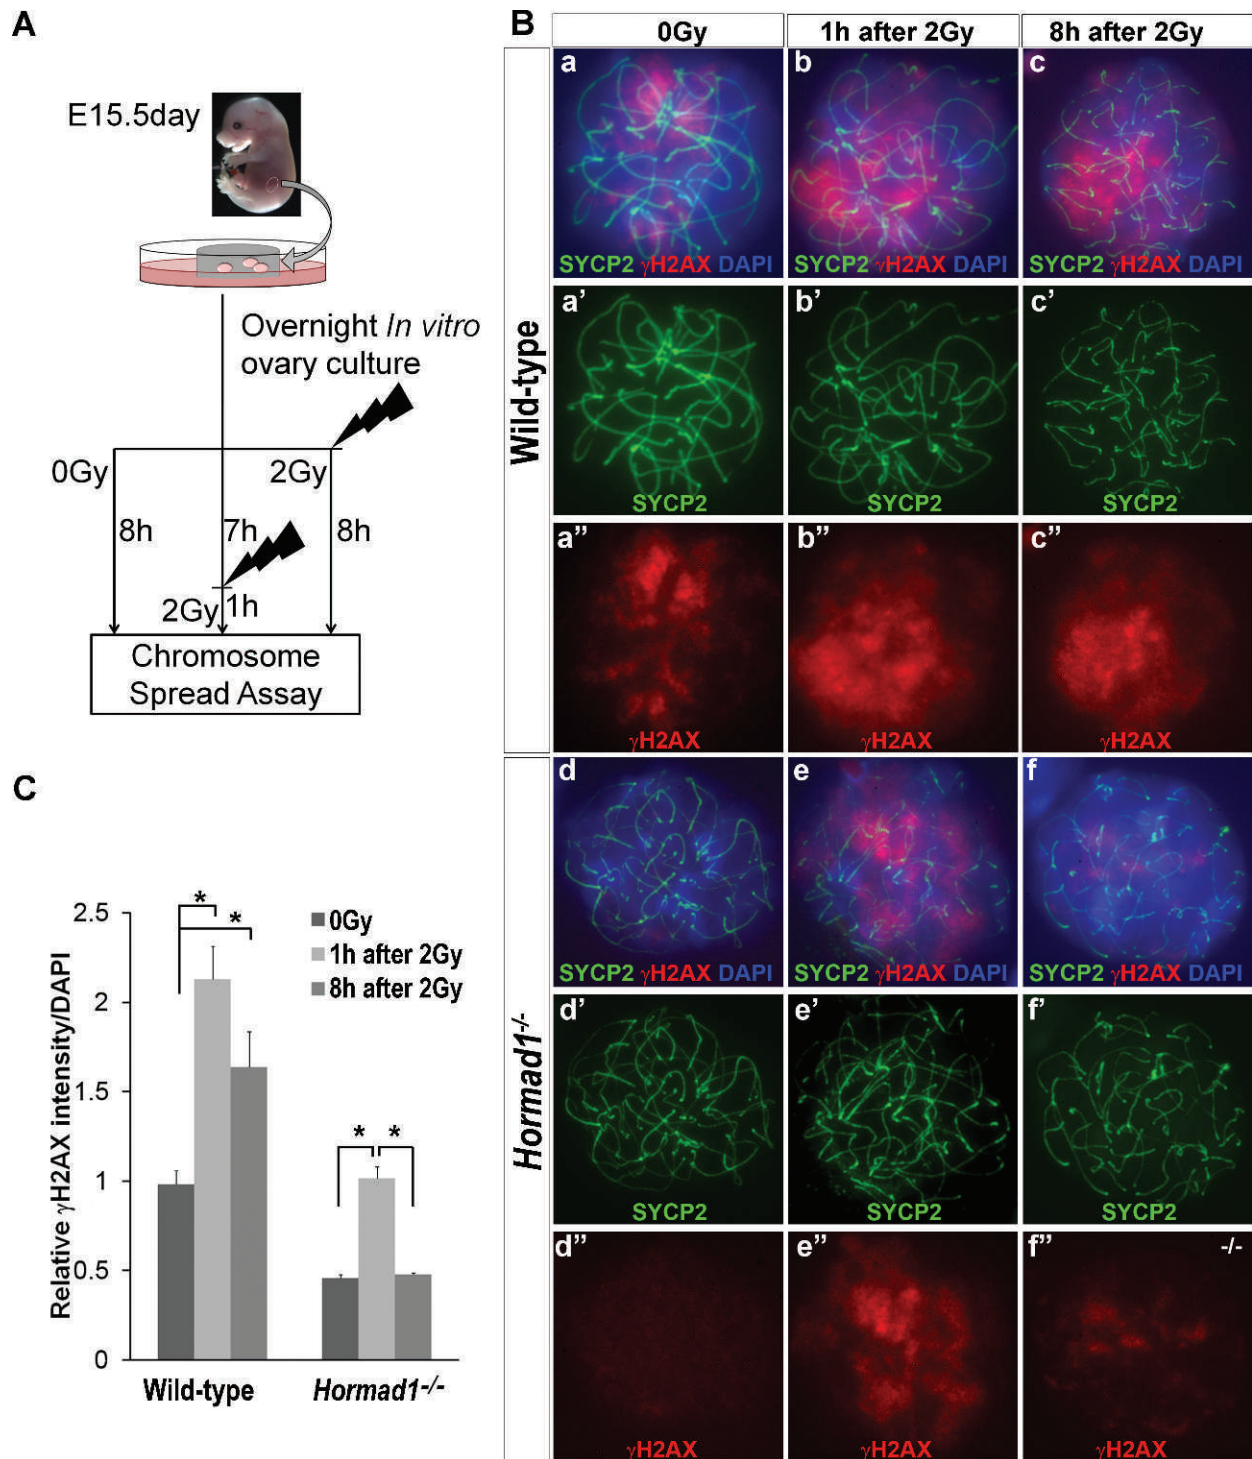 A
E15.5day
Overnight In vitro
ovary culture
0Gy
2Gy
8h
7h
8h
2Gy
1h
Chromosome
Spread Assay
B
0Gy
1h after 2Gy
8h after 2Gy
Wild-type
a
SYCP2 γH2AX DAPI
b
SYCP2 γH2AX DAPI
c
SYCP2 γH2AX DAPI
a’
SYCP2
b’
SYCP2
c’
SYCP2
a”
γH2AX
b”
γH2AX
c”
γH2AX
Hormad1-/-
d
SYCP2 γH2AX DAPI
e
SYCP2 γH2AX DAPI
f
SYCP2 γH2AX DAPI
d’
SYCP2
e’
SYCP2
f’
SYCP2
d”
γH2AX
e”
γH2AX
f”
-/-
γH2AX
C
Relative γH2AX intensity/DAPI
2.5
2
1.5
1
0.5
0
*
*
*
*
0Gy
1h after 2Gy
8h after 2Gy
Wild-type
Hormad1-/-